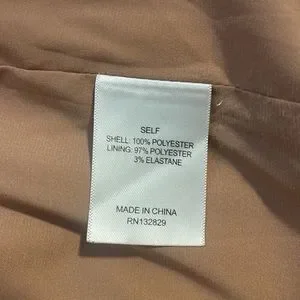 SELF
SHELL: 100% POLYESTER
LINING: 97% POLYESTER
3% ELASTANE
MADE IN CHINA
RN132829